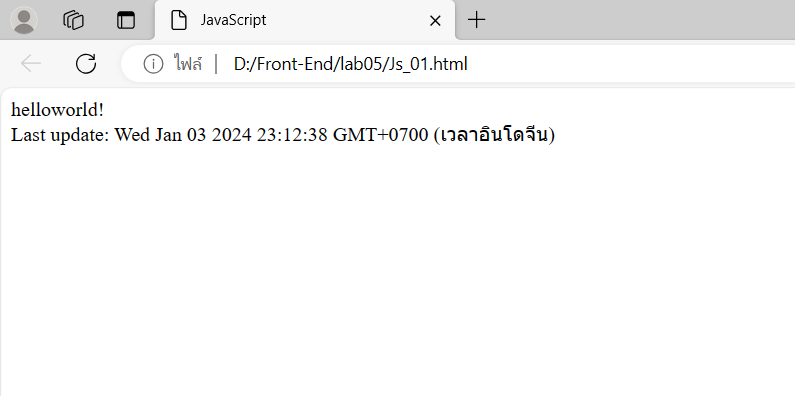 JavaScript
ไฟล์ | D:/Front-End/lab05/Js_01.html
helloworld!
Last update: Wed Jan 03 2024 23:12:38 GMT+0700 (เวลาอินโดจีน)